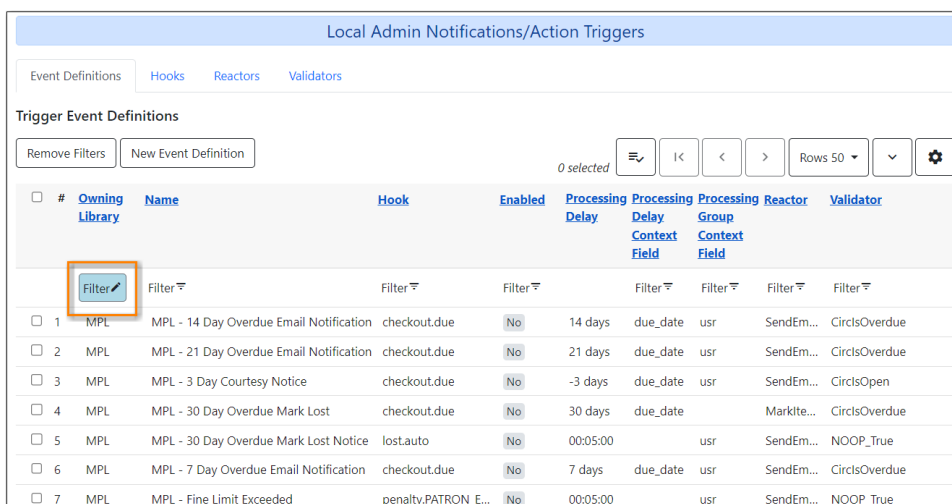 Local Admin Notifications/Action Triggers
Event Definitions Hooks Reactors Validators
Trigger Event Definitions
Remove Filters New Event Definition 0 selected Rows 50
# Owning Library Name Hook Enabled Processing Delay Processing Delay Context Field Processing Group Context Field Reactor Validator
Filter Filter Filter Filter Filter Filter Filter Filter
1 MPL MPL - 14 Day Overdue Email Notification checkout.due No 14 days due_date usr SendEm... CircIsOverdue
2 MPL MPL - 21 Day Overdue Email Notification checkout.due No 21 days due_date usr SendEm... CircIsOverdue
3 MPL MPL - 3 Day Courtesy Notice checkout.due No -3 days due_date usr SendEm... CircIsOpen
4 MPL MPL - 30 Day Overdue Mark Lost checkout.due No 30 days due_date MarkIte... CircIsOverdue
5 MPL MPL - 30 Day Overdue Mark Lost Notice lost.auto No 00:05:00 usr SendEm... NOOP_True
6 MPL MPL - 7 Day Overdue Email Notification checkout.due No 7 days due_date usr SendEm... CircIsOverdue
7 MPL MPL - Fine Limit Exceeded penalty.PATRON_E... No 00:05:00 usr SendEm... NOOP_True